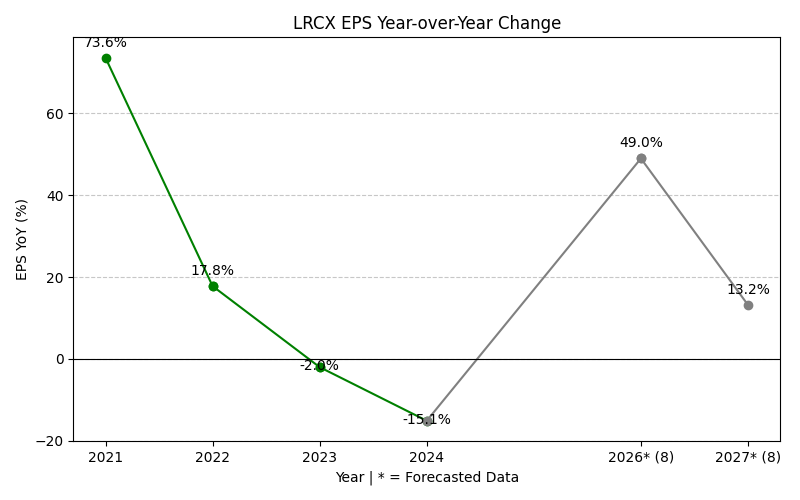 LRCX EPS Year-over-Year Change
73.6%
60
49.0%
40
20
17.8%
13.2%
0
-2.0%
-15.1%
−20
EPS YoY (%)
2021 2022 2023 2024 2026* (8) 2027* (8)
Year | * = Forecasted Data